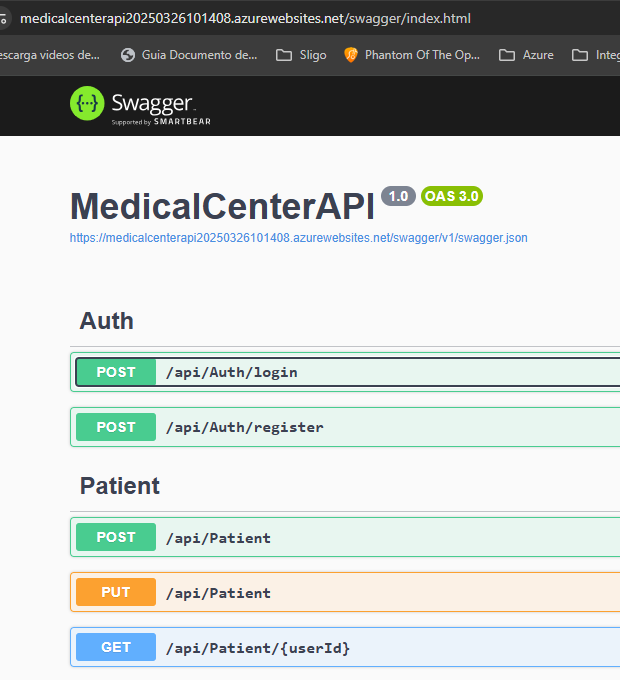 medicalcenterapi20250326101408.azurewebsites.net/swagger/index.html
escarga videos de... Guia Documento de... Sligo Phantom Of The Op... Azure Integ
{···} Swagger
Supported by SMARTBEAR
MedicalCenterAPI 1.0 OAS 3.0
https://medicalcenterapi20250326101408.azurewebsites.net/swagger/v1/swagger.json
Auth
POST /api/Auth/login
POST /api/Auth/register
Patient
POST /api/Patient
PUT /api/Patient
GET /api/Patient/{userId}